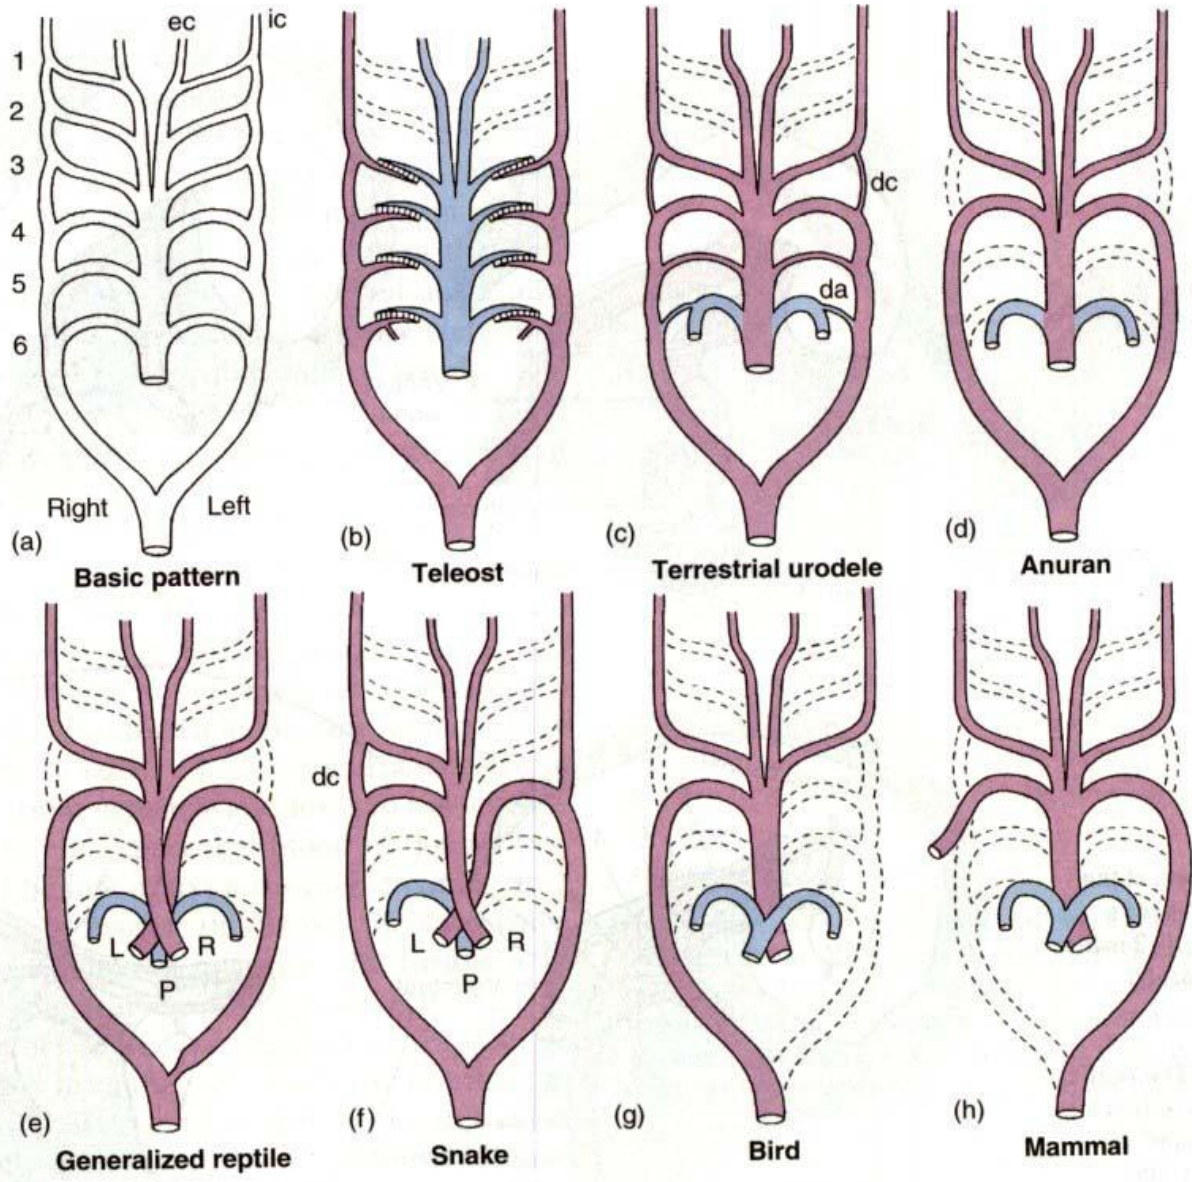 ec ic
1
2
3
4
5
6
Right Left
(a)
Basic pattern
(b)
Teleost
dc
da
(c)
Terrestrial urodele
(d)
Anuran
L R
P
(e)
Generalized reptile
dc
L R
P
(f)
Snake
(g)
Bird
(h)
Mammal